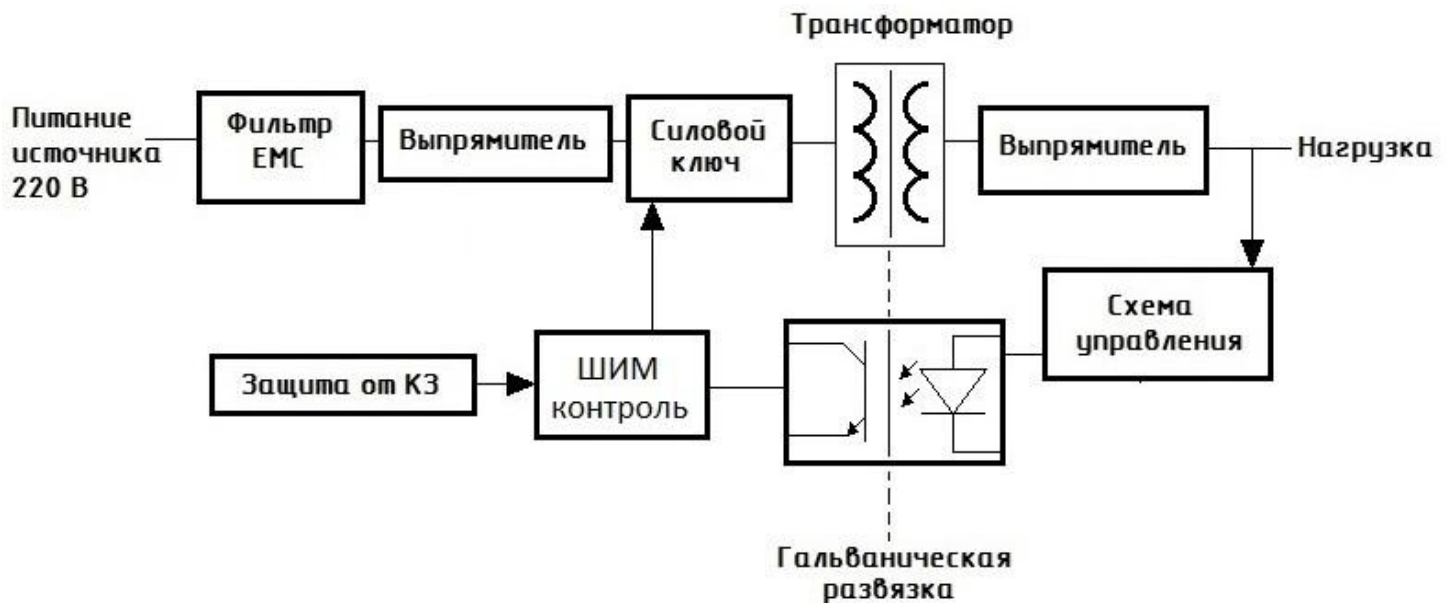 Трансформатор
Питание
источника
220 В
Фильтр
ЕМС
Выпрямитель
Силовой
ключ
Выпрямитель
Нагрузка
Схема
управления
Защита от КЗ
ШИМ
контроль
Гальваническая
развязка